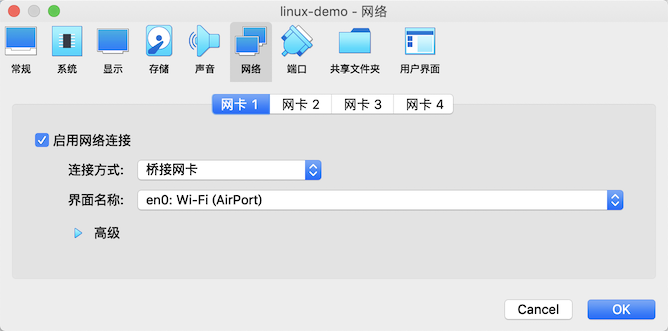 linux-demo - 网络
常规 系统 显示 存储 声音 网络 端口 共享文件夹 用户界面
网卡 1 网卡 2 网卡 3 网卡 4
启用网络连接
连接方式: 桥接网卡
界面名称: en0: Wi-Fi (AirPort)
高级
Cancel OK